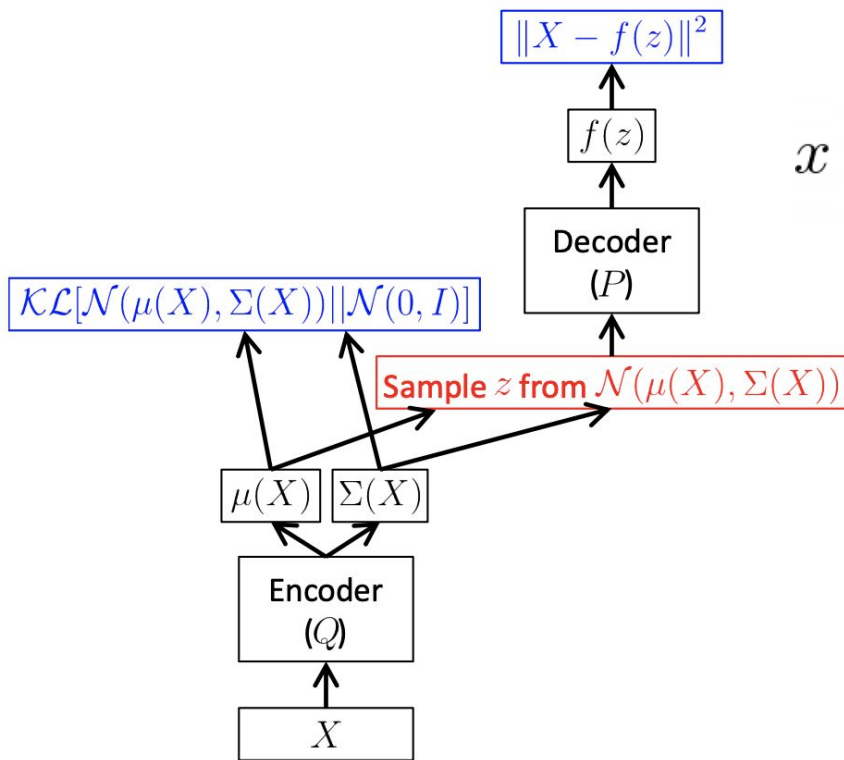 ‖X − f(z)‖²
f(z)
x
Decoder
(P)
𝒦ℒ[𝒩(μ(X), Σ(X))||𝒩(0, I)]
Sample z from 𝒩(μ(X), Σ(X))
μ(X)
Σ(X)
Encoder
(Q)
X